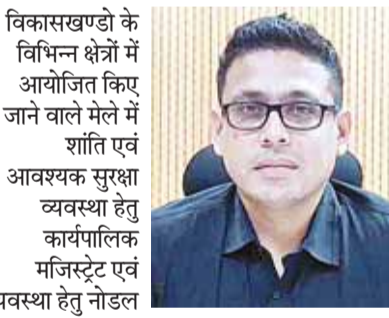 विकासखण्डो के
विभिन्न क्षेत्रों में
आयोजित किए
जाने वाले मेले में
शांति एवं
आवश्यक सुरक्षा
व्यवस्था हेतु
कार्यपालिक
मजिस्ट्रेट एवं
हेतु नोडल